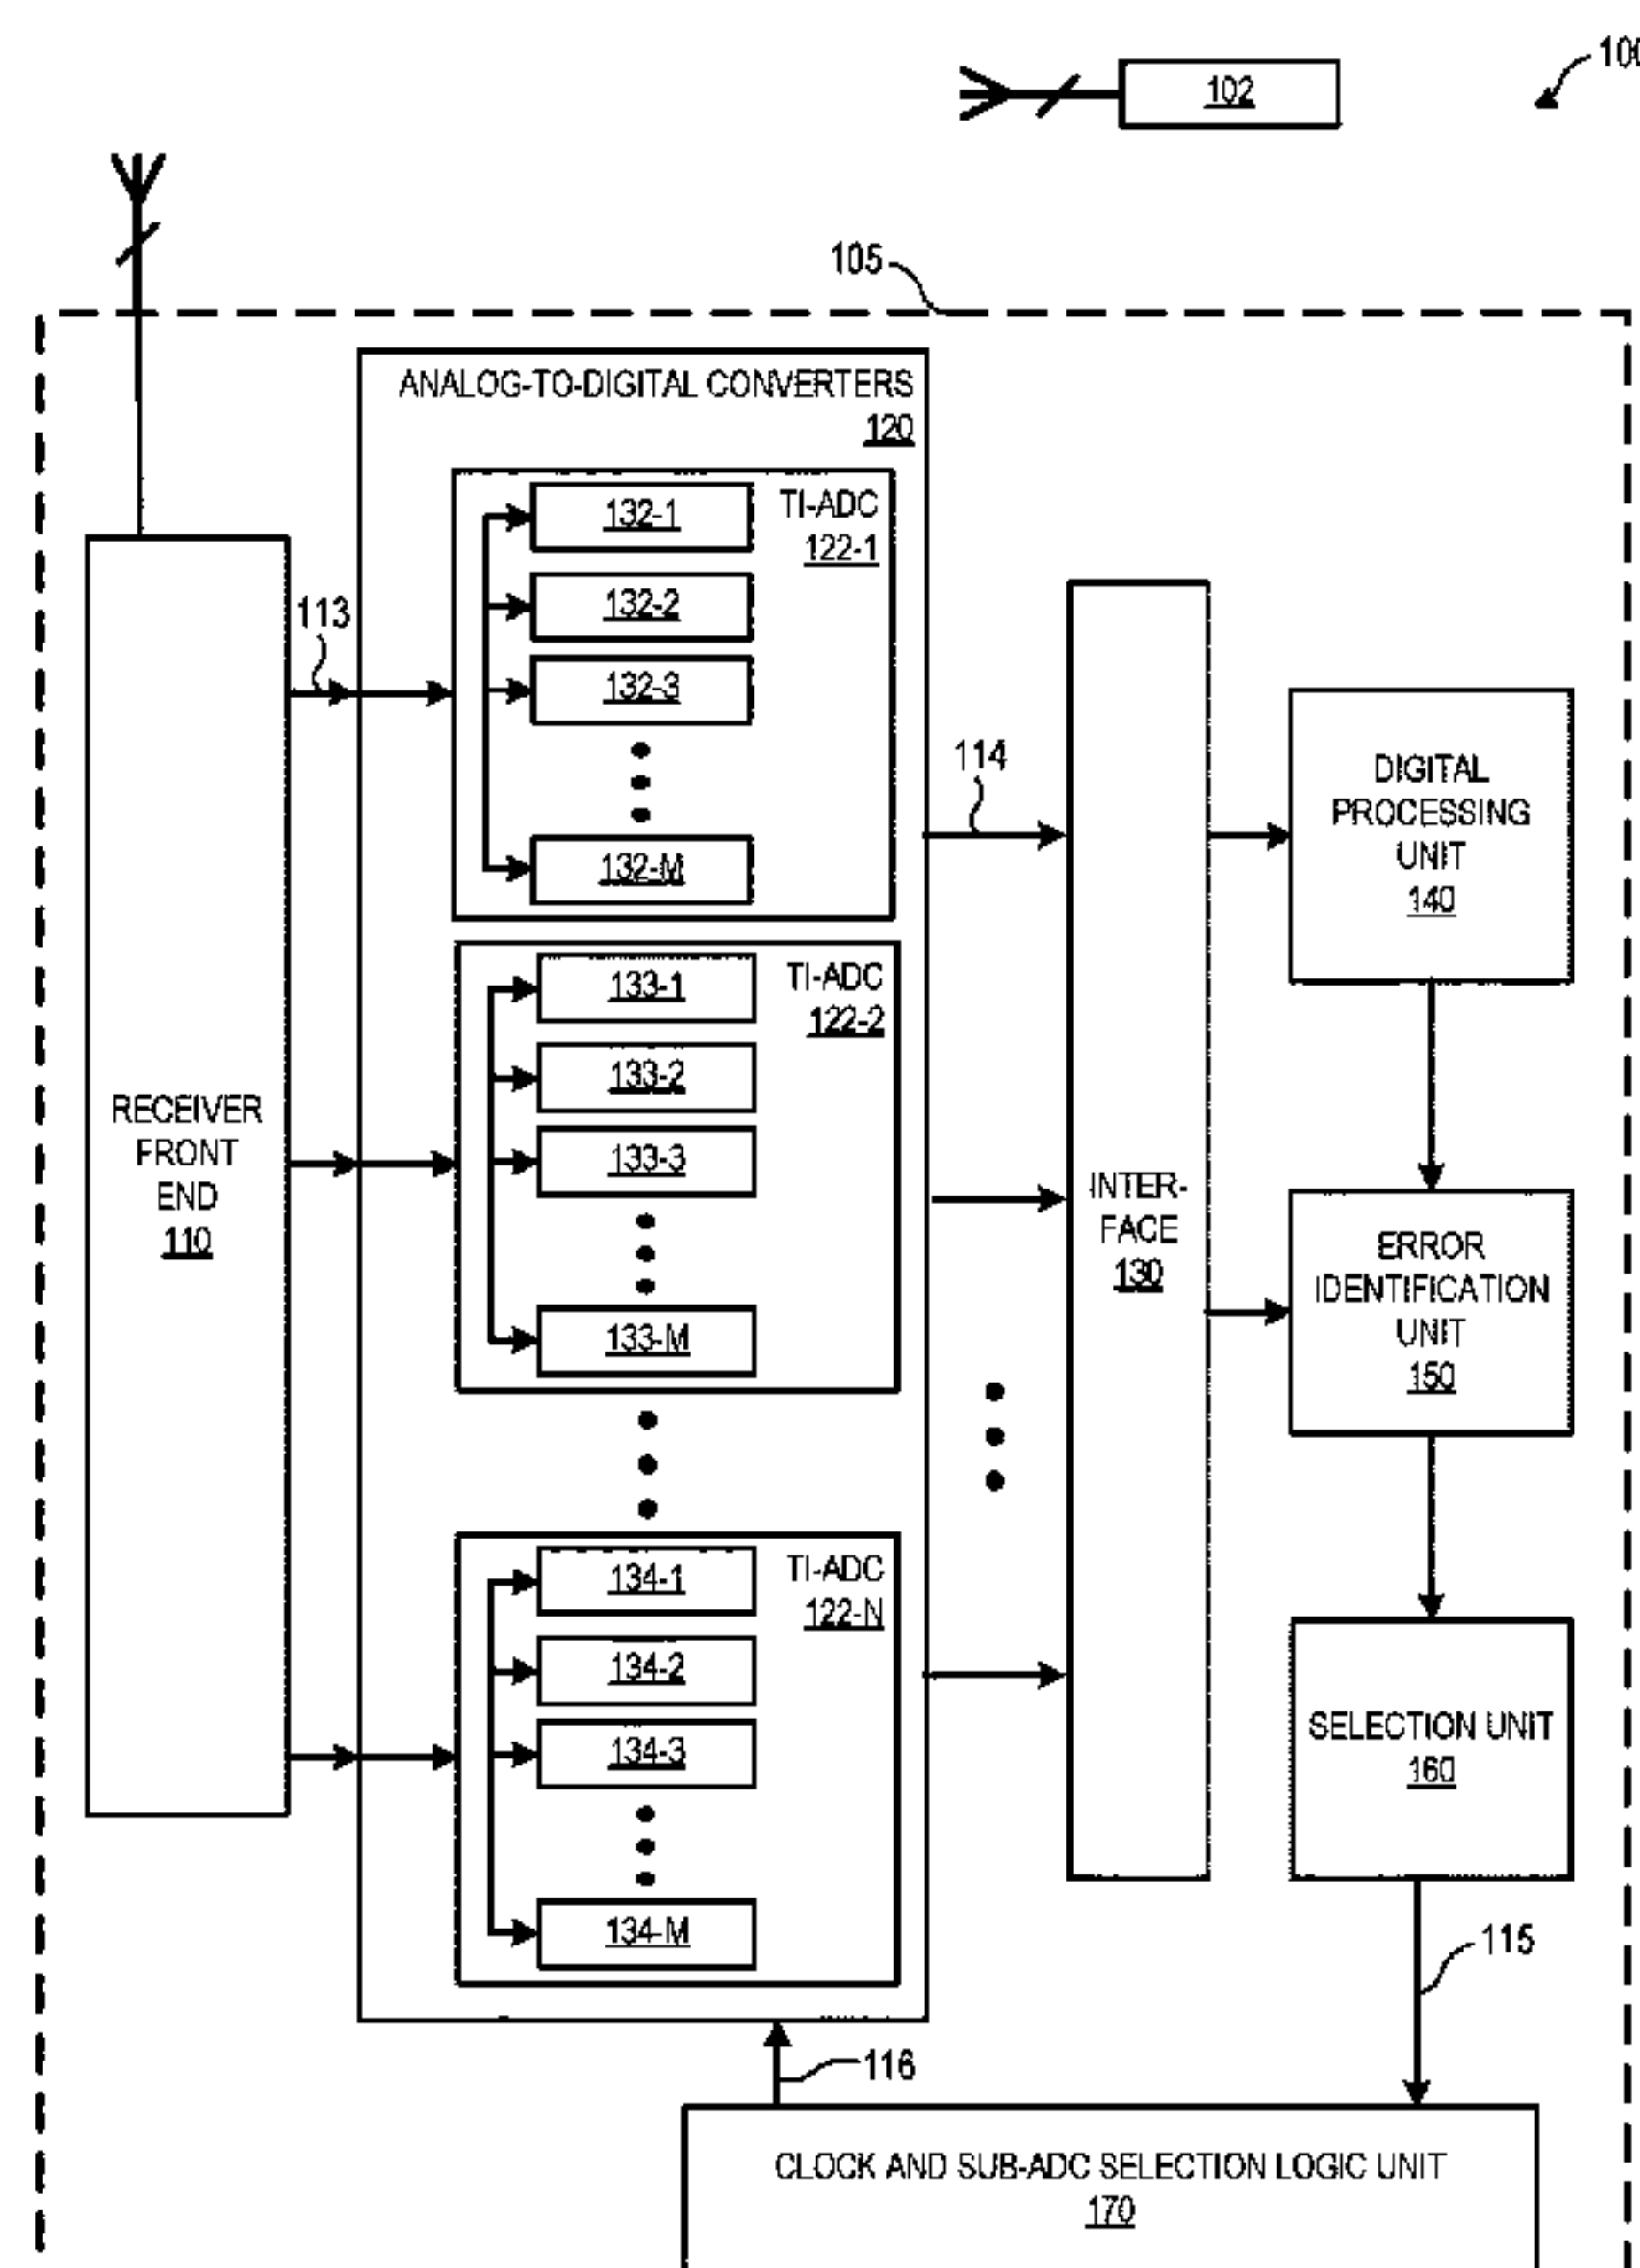 100
102
105
ANALOG-TO-DIGITAL CONVERTERS
120
TI-ADC
122-1
132-1
132-2
132-3
132-M
113
114
TI-ADC
122-2
133-1
133-2
133-3
133-M
TI-ADC
122-N
134-1
134-2
134-3
134-M
RECEIVER
FRONT
END
110
INTER-
FACE
130
DIGITAL
PROCESSING
UNIT
140
ERROR
IDENTIFICATION
UNIT
150
SELECTION UNIT
160
115
116
CLOCK AND SUB-ADC SELECTION LOGIC UNIT
170